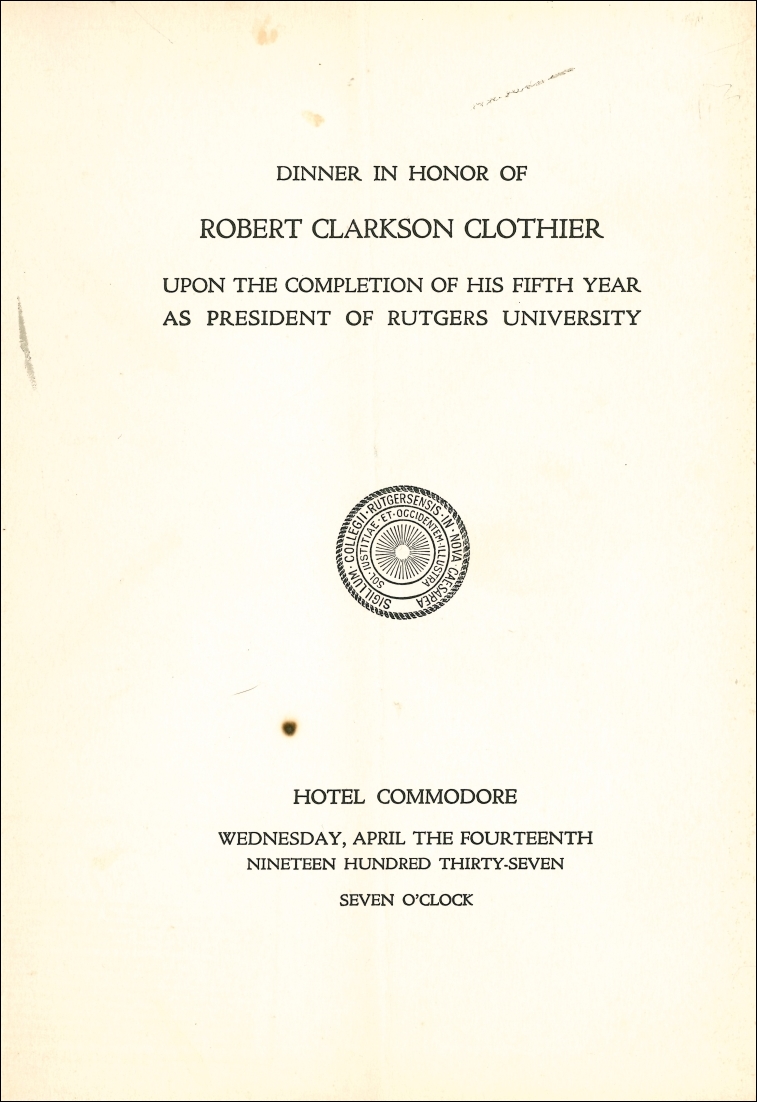 DINNER IN HONOR OF
ROBERT CLARKSON CLOTHIER
UPON THE COMPLETION OF HIS FIFTH YEAR
AS PRESIDENT OF RUTGERS UNIVERSITY
SIGILLUM · COLLEGII · RUTGERSENSIS · IN · NOVA · CAESAREA
SOL · JUSTITIAE · ET · OCCIDENTEM · ILLUSTRA
HOTEL COMMODORE
WEDNESDAY, APRIL THE FOURTEENTH
NINETEEN HUNDRED THIRTY-SEVEN
SEVEN O'CLOCK